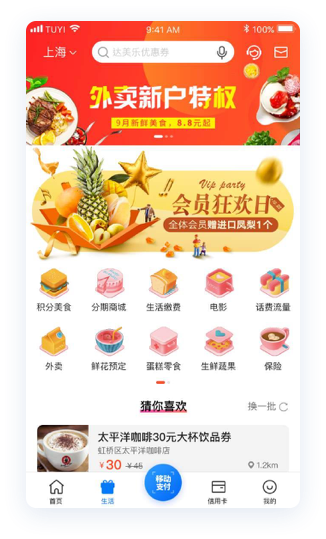 TUYI
9:41 AM
100%
上海
达美乐优惠券
外卖新户特权
9月新鲜美食，8.8元起
Vip party
会员狂欢日
全体会员赠进口凤梨1个
积分美食
分期商城
生活缴费
电影
话费流量
外卖
鲜花预定
蛋糕零食
生鲜蔬果
保险
猜你喜欢
换一批
太平洋咖啡30元大杯饮品券
虹桥区太平洋咖啡店
¥30 ¥45
1.2km
首页
生活
移动
支付
信用卡
我的